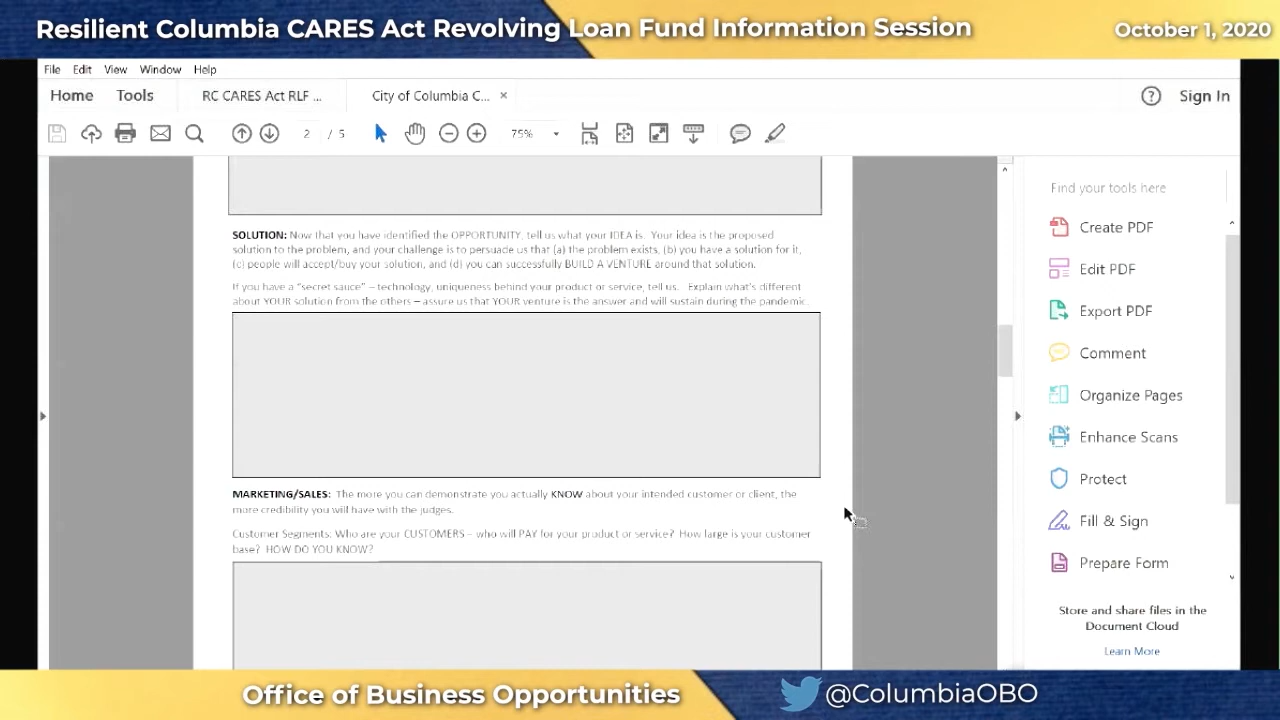 Resilient Columbia CARES Act Revolving Loan Fund Information Session
October 1, 2020
File Edit View Window Help
Home Tools RC CARES Act RLF ... City of Columbia C... × Sign In
2 / 5 75%
SOLUTION: Now that you have identified the OPPORTUNITY, tell us what your IDEA is. Your idea is the proposed
solution to the problem, and your challenge is to persuade us that (a) the problem exists, (b) you have a solution for it,
(c) people will accept/buy your solution, and (d) you can successfully BUILD A VENTURE around that solution.
If you have a "secret sauce" – technology, uniqueness behind your product or service, tell us. Explain what's different
about YOUR solution from the others – assure us that YOUR venture is the answer and will sustain during the pandemic.
MARKETING/SALES: The more you can demonstrate you actually KNOW about your intended customer or client, the
more credibility you will have with the judges.
Customer Segments: Who are your CUSTOMERS – who will PAY for your product or service? How large is your customer
base? HOW DO YOU KNOW?
Find your tools here
Create PDF
Edit PDF
Export PDF
Comment
Organize Pages
Enhance Scans
Protect
Fill & Sign
Prepare Form
Store and share files in the
Document Cloud
Learn More
Office of Business Opportunities
@ColumbiaOBO